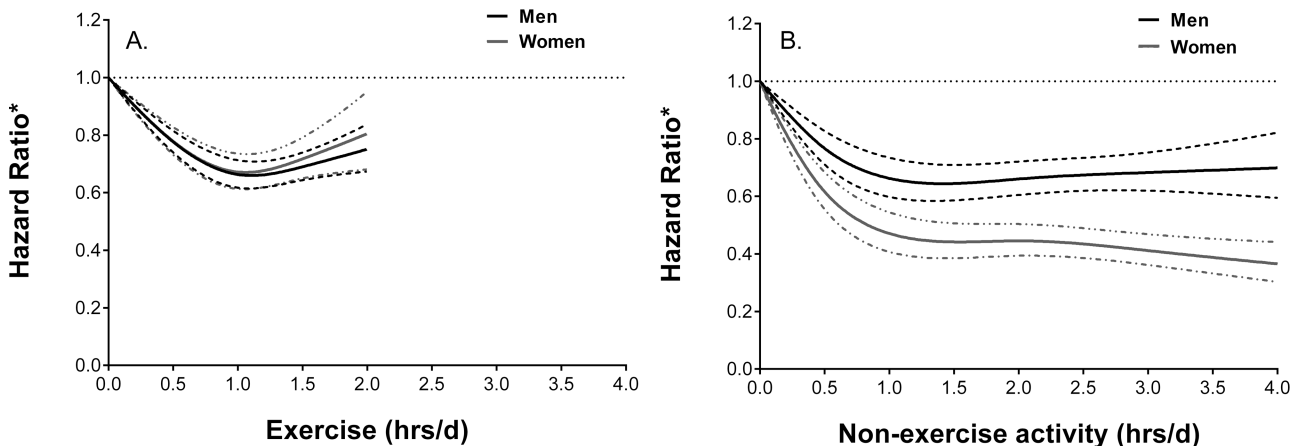 A.
Men
Women
Hazard Ratio*
1.2
1.0
0.8
0.6
0.4
0.2
0.0
0.0 0.5 1.0 1.5 2.0 2.5 3.0 3.5 4.0
Exercise (hrs/d)
B.
Men
Women
Hazard Ratio*
1.2
1.0
0.8
0.6
0.4
0.2
0.0
0.0 0.5 1.0 1.5 2.0 2.5 3.0 3.5 4.0
Non-exercise activity (hrs/d)